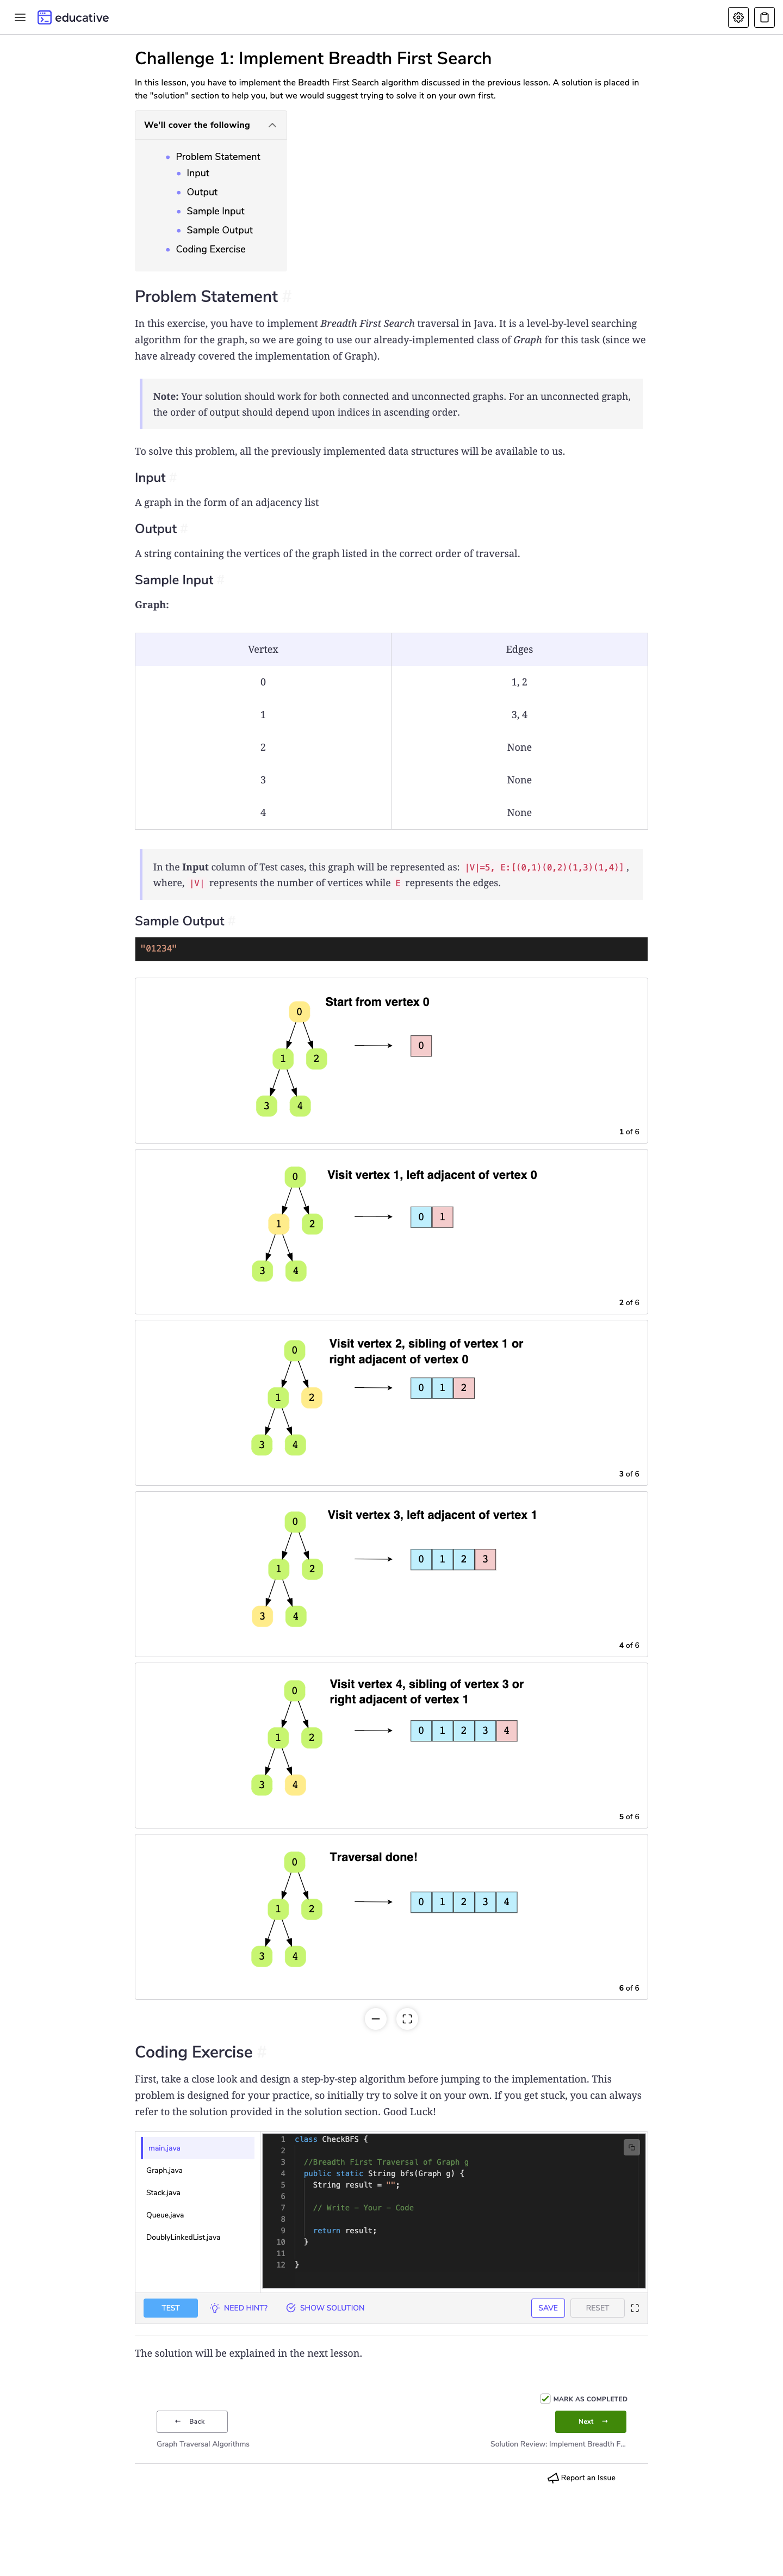 educative
Challenge 1: Implement Breadth First Search
In this lesson, you have to implement the Breadth First Search algorithm discussed in the previous lesson. A solution is placed in
the "solution" section to help you, but we would suggest trying to solve it on your own first.
We'll cover the following
Problem Statement
Input
Output
Sample Input
Sample Output
Coding Exercise
Problem Statement #
In this exercise, you have to implement Breadth First Search traversal in Java. It is a level-by-level searching
algorithm for the graph, so we are going to use our already-implemented class of Graph for this task (since we
have already covered the implementation of Graph).
Note: Your solution should work for both connected and unconnected graphs. For an unconnected graph,
the order of output should depend upon indices in ascending order.
To solve this problem, all the previously implemented data structures will be available to us.
Input #
A graph in the form of an adjacency list
Output #
A string containing the vertices of the graph listed in the correct order of traversal.
Sample Input #
Graph:
Vertex Edges
0 1, 2
1 3, 4
2 None
3 None
4 None
In the Input column of Test cases, this graph will be represented as: |V|=5, E:[(0,1)(0,2)(1,3)(1,4)],
where, |V| represents the number of vertices while E represents the edges.
Sample Output #
"01234"
Start from vertex 0
0
1 2
0
3 4
1 of 6
Visit vertex 1, left adjacent of vertex 0
0
1 2
0 1
3 4
2 of 6
Visit vertex 2, sibling of vertex 1 or
right adjacent of vertex 0
0
1 2
0 1 2
3 4
3 of 6
Visit vertex 3, left adjacent of vertex 1
0
1 2
0 1 2 3
3 4
4 of 6
Visit vertex 4, sibling of vertex 3 or
right adjacent of vertex 1
0
1 2
0 1 2 3 4
3 4
5 of 6
Traversal done!
0
1 2
0 1 2 3 4
3 4
6 of 6
Coding Exercise #
First, take a close look and design a step-by-step algorithm before jumping to the implementation. This
problem is designed for your practice, so initially try to solve it on your own. If you get stuck, you can always
refer to the solution provided in the solution section. Good Luck!
main.java
Graph.java
Stack.java
Queue.java
DoublyLinkedList.java
1 class CheckBFS {
2
3 //Breadth First Traversal of Graph g
4 public static String bfs(Graph g) {
5 String result = "";
6
7 // Write - Your - Code
8
9 return result;
10 }
11
12 }
TEST NEED HINT? SHOW SOLUTION SAVE RESET
The solution will be explained in the next lesson.
MARK AS COMPLETED
← Back Next →
Graph Traversal Algorithms Solution Review: Implement Breadth F...
Report an Issue